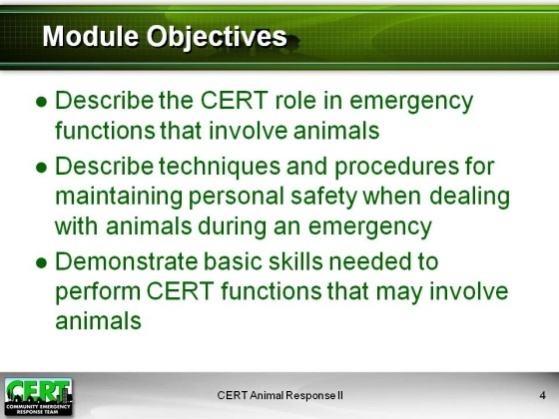 Module Objectives
● Describe the CERT role in emergency
functions that involve animals
● Describe techniques and procedures for
maintaining personal safety when dealing
with animals during an emergency
● Demonstrate basic skills needed to
perform CERT functions that may involve
animals
CERT
COMMUNITY EMERGENCY
RESPONSE TEAM
CERT Animal Response II
4